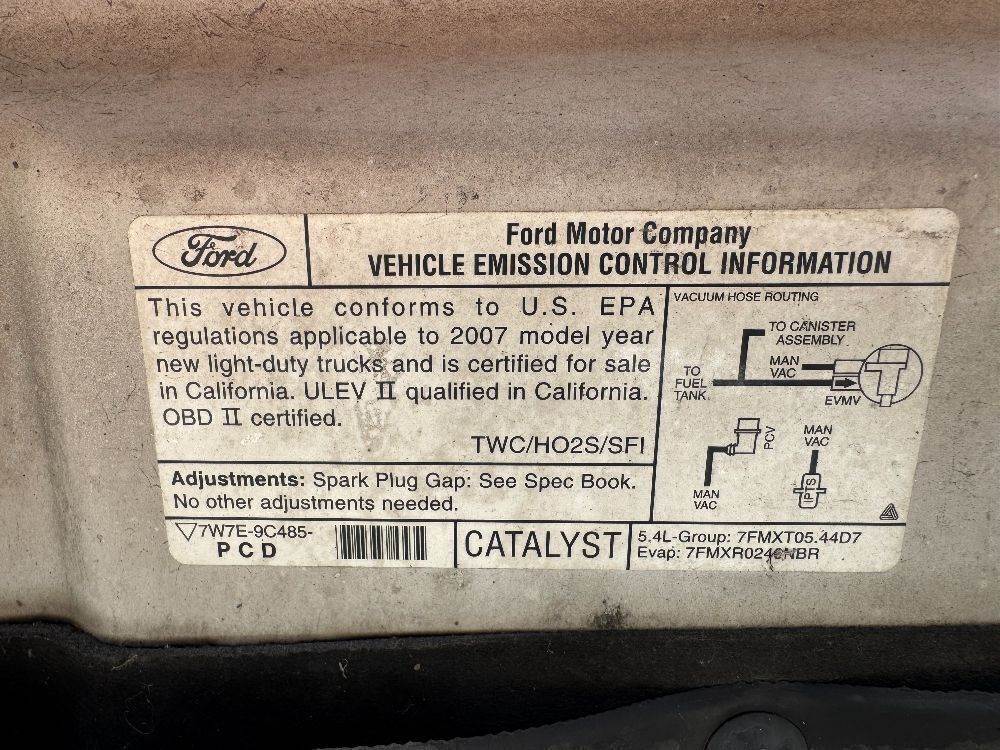 Ford
Ford Motor Company
VEHICLE EMISSION CONTROL INFORMATION
This vehicle conforms to U.S. EPA
regulations applicable to 2007 model year
new light-duty trucks and is certified for sale
in California. ULEV II qualified in California.
OBD II certified.
TWC/HO2S/SFI
Adjustments: Spark Plug Gap: See Spec Book.
No other adjustments needed.
VACUUM HOSE ROUTING
TO CANISTER
ASSEMBLY
MAN
VAC
TO
FUEL
TANK
EVMV
PCV
MAN
VAC
MAN
VAC
IPTS
7W7E-9C485-
PCD
CATALYST
5.4L-Group: 7FMXT05.44D7
Evap: